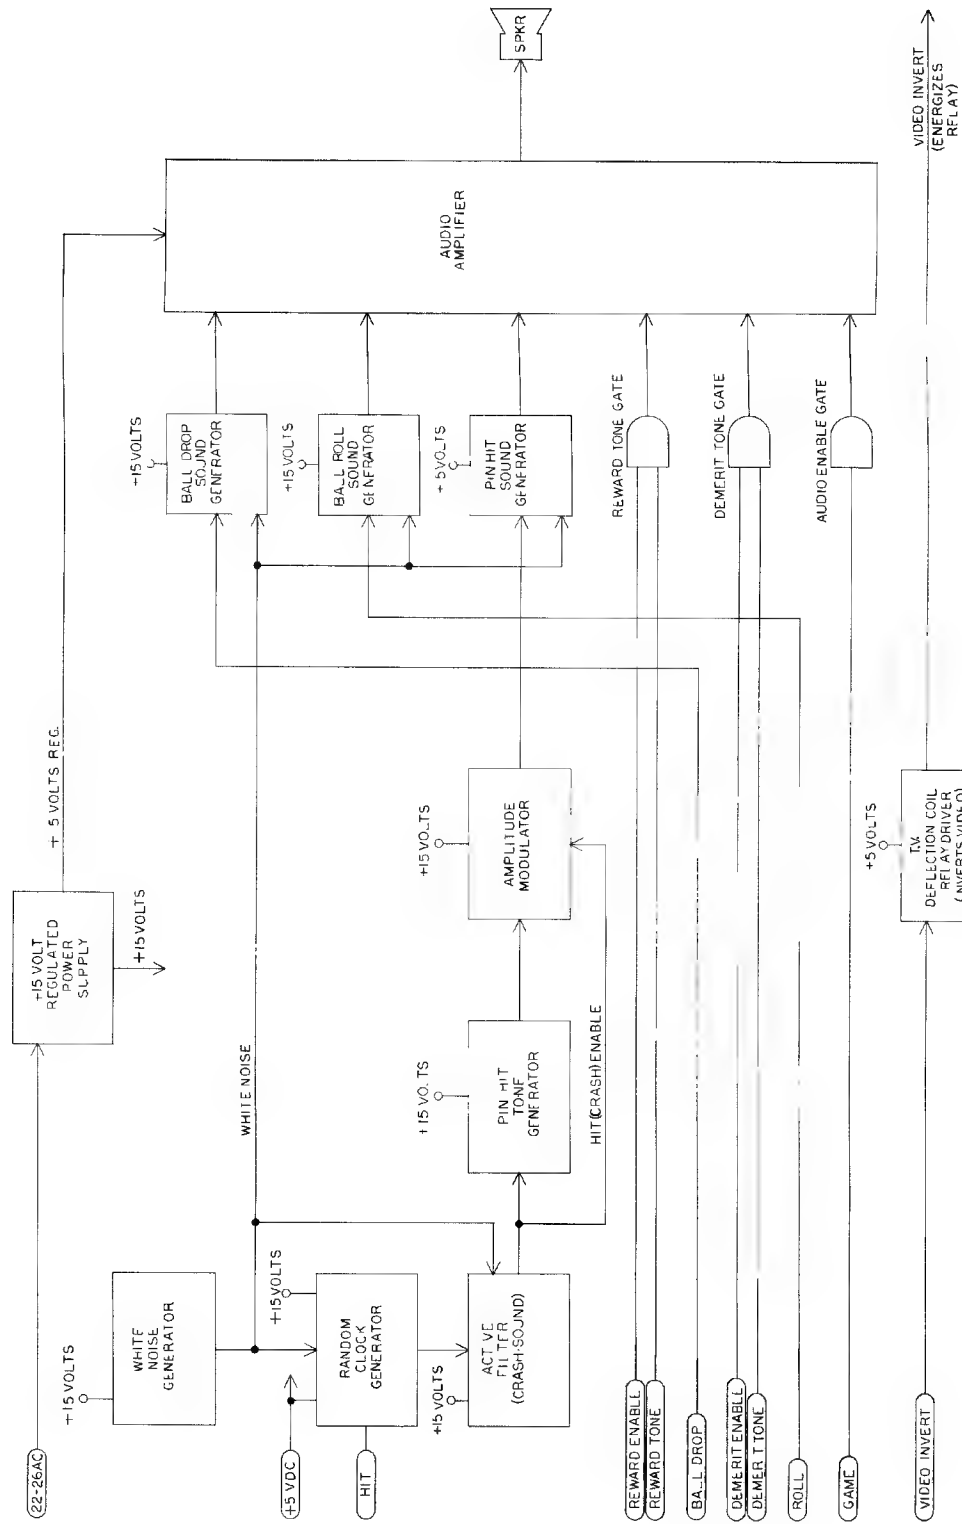 22-26AC
+15 VOLT
REGULATED
POWER
SUPPLY
+15 VOLTS
+ 5 VOLTS REG.
+15 VOLTS
WHITE
NOISE
GENERATOR
WHITE NOISE
+5 VDC
HIT
+15 VOLTS
RANDOM
CLOCK
GENERATOR
+15 VOLTS
ACTIVE
FILTER
(CRASH-SOUND)
+15 VOLTS
PIN HIT
TONE
GENERATOR
HIT(CRASH) ENABLE
+15 VOLTS
AMPLITUDE
MODULATOR
+15 VOLTS
BALL DROP
SOUND
GENERATOR
+15 VOLTS
BALL ROLL
SOUND
GENERATOR
+ 5 VOLTS
PIN HIT
SOUND
GENERATOR
AUDIO
AMPLIFIER
SPKR
REWARD ENABLE
REWARD TONE
REWARD TONE GATE
BALL DROP
DEMERIT ENABLE
DEMERIT TONE
DEMERIT TONE GATE
ROLL
GAME
AUDIO ENABLE GATE
VIDEO INVERT
+5 VOLTS
T.V.
DEFLECTION COIL
RELAY DRIVER
(INVERTS VIDEO)
VIDEO INVERT
(ENERGIZES
RELAY)